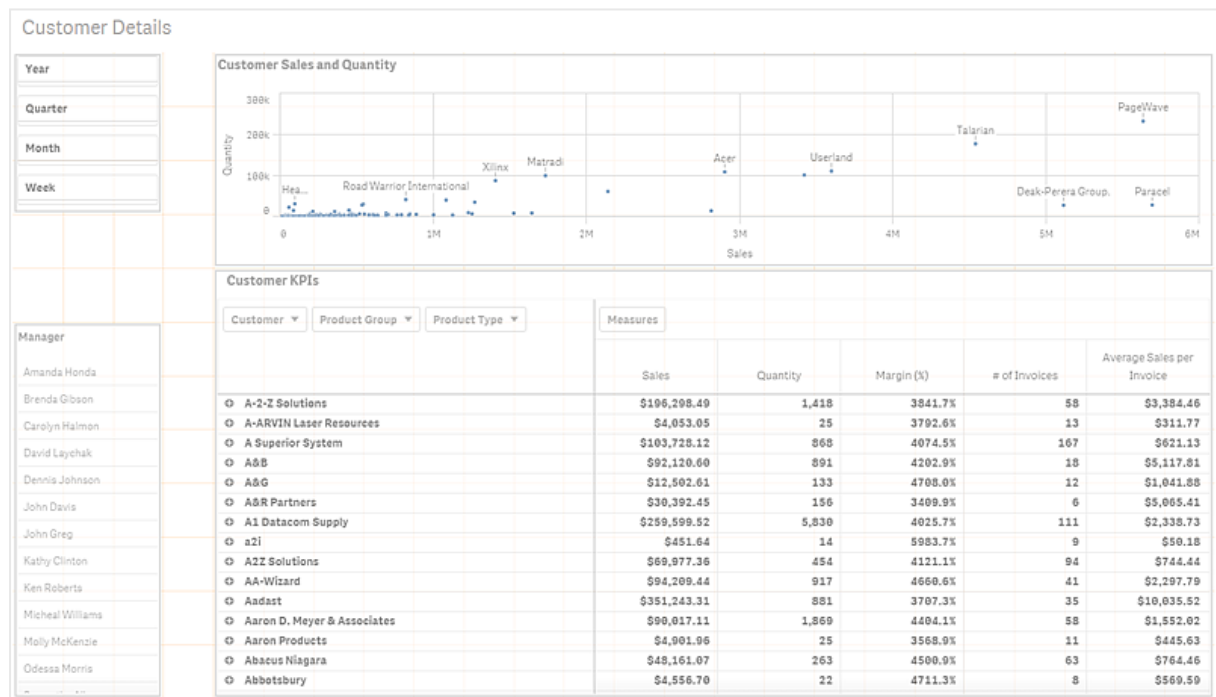 Customer Details
Year
Quarter
Month
Week
Customer Sales and Quantity
300k
200k
100k
0
Quantity
PageWave
Talarian
Acer
Userland
Xilinx
Matradi
Hea...
Road Warrior International
Deak-Perera Group.
Paracel
0 1M 2M 3M 4M 5M 6M
Sales
Customer KPIs
Customer Product Group Product Type Measures
Sales Quantity Margin (%) # of Invoices Average Sales per Invoice
A-2-Z Solutions $196,298.49 1,418 3841.7% 58 $3,384.46
A-ARVIN Laser Resources $4,053.05 25 3792.6% 13 $311.77
A Superior System $103,728.12 868 4074.5% 167 $621.13
A&B $92,120.60 891 4202.9% 18 $5,117.81
A&G $12,502.61 133 4708.0% 12 $1,041.88
A&R Partners $30,392.45 156 3409.9% 6 $5,065.41
A1 Datacom Supply $259,599.52 5,830 4025.7% 111 $2,338.73
a2i $451.64 14 5983.7% 9 $50.18
A2Z Solutions $69,977.36 454 4121.1% 94 $744.44
AA-Wizard $94,209.44 917 4660.6% 41 $2,297.79
Aadast $351,243.31 881 3707.3% 35 $10,035.52
Aaron D. Meyer & Associates $90,017.11 1,869 4404.1% 58 $1,552.02
Aaron Products $4,901.96 25 3568.9% 11 $445.63
Abacus Niagara $48,161.07 263 4500.9% 63 $764.46
Abbotsbury $4,556.70 22 4711.3% 8 $569.59
Manager
Amanda Honda
Brenda Gibson
Carolyn Halmon
David Laychak
Dennis Johnson
John Davis
John Greg
Kathy Clinton
Ken Roberts
Micheal Williams
Molly McKenzie
Odessa Morris